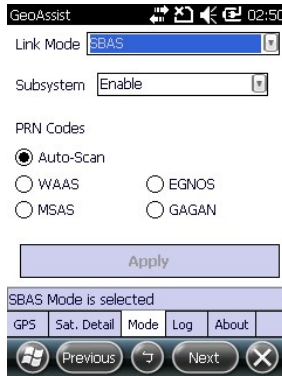 GeoAssist 02:50
Link Mode SBAS
Subsystem Enable
PRN Codes
Auto-Scan
WAAS EGNOS
MSAS GAGAN
Apply
SBAS Mode is selected
GPS Sat. Detail Mode Log About
Previous Next